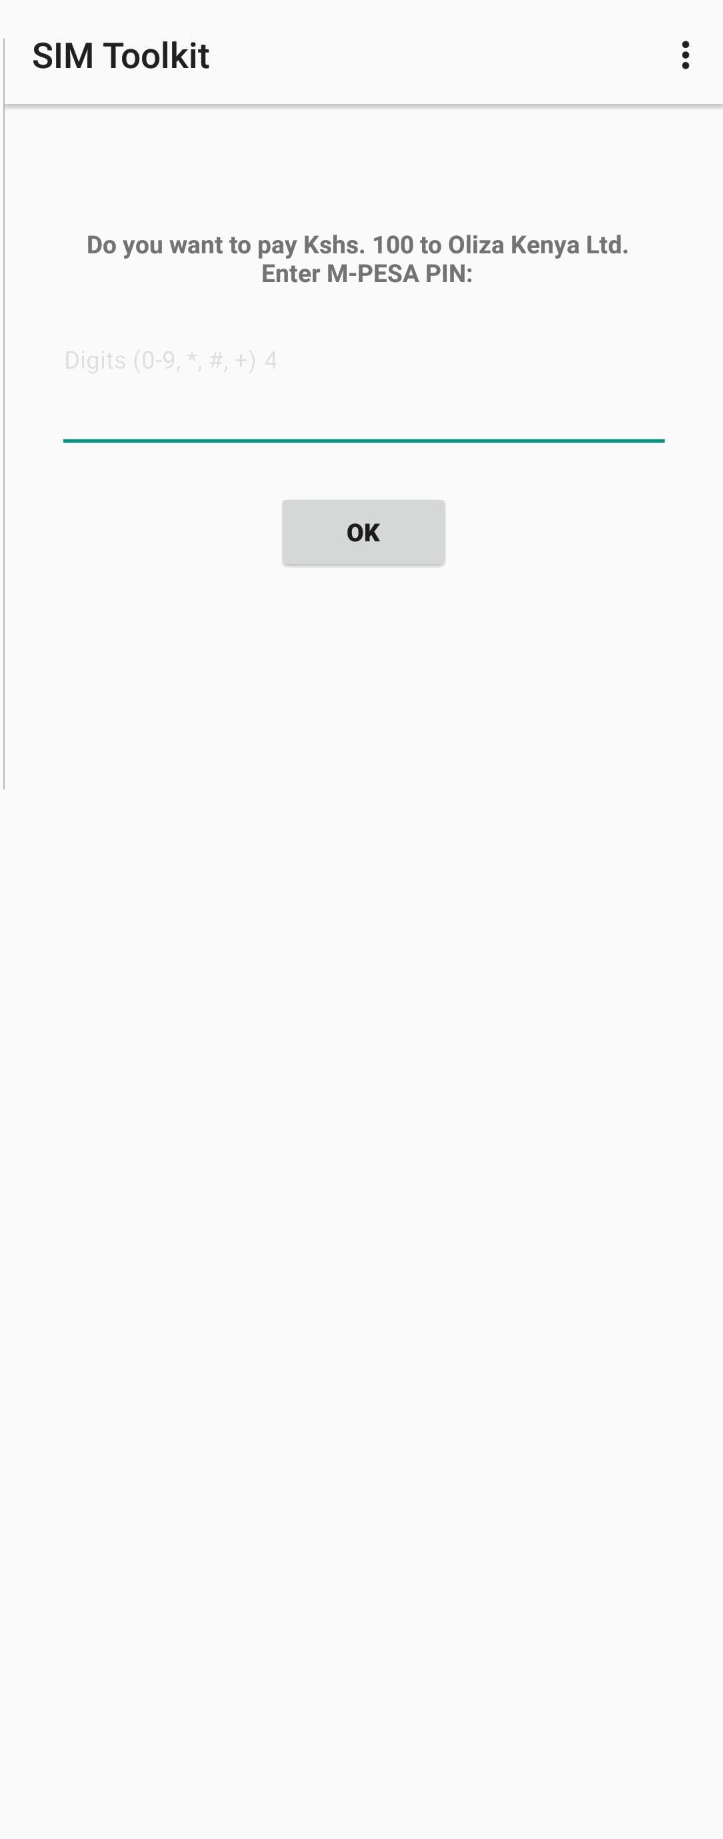 SIM Toolkit
Do you want to pay Kshs. 100 to Oliza Kenya Ltd.
Enter M-PESA PIN:
Digits (0-9, *, #, +) 4
OK